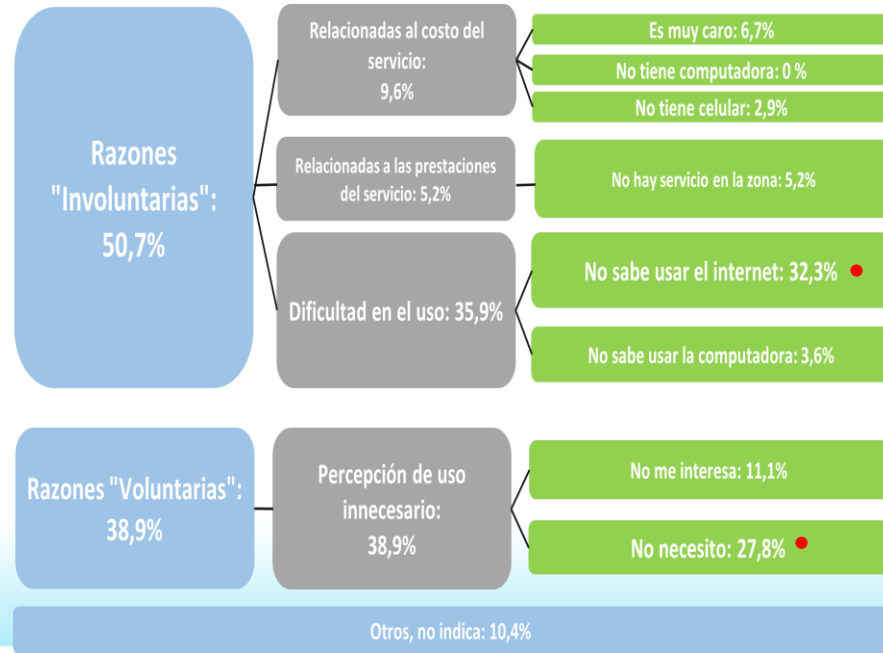 Razones
"Involuntarias":
50,7%
Relacionadas al costo del
servicio:
9,6%
Es muy caro: 6,7%
No tiene computadora: 0 %
No tiene celular: 2,9%
Relacionadas a las prestaciones
del servicio: 5,2%
No hay servicio en la zona: 5,2%
Dificultad en el uso: 35,9%
No sabe usar el internet: 32,3%
No sabe usar la computadora: 3,6%
Razones "Voluntarias":
38,9%
Percepción de uso
innecesario:
38,9%
No me interesa: 11,1%
No necesito: 27,8%
Otros, no indica: 10,4%